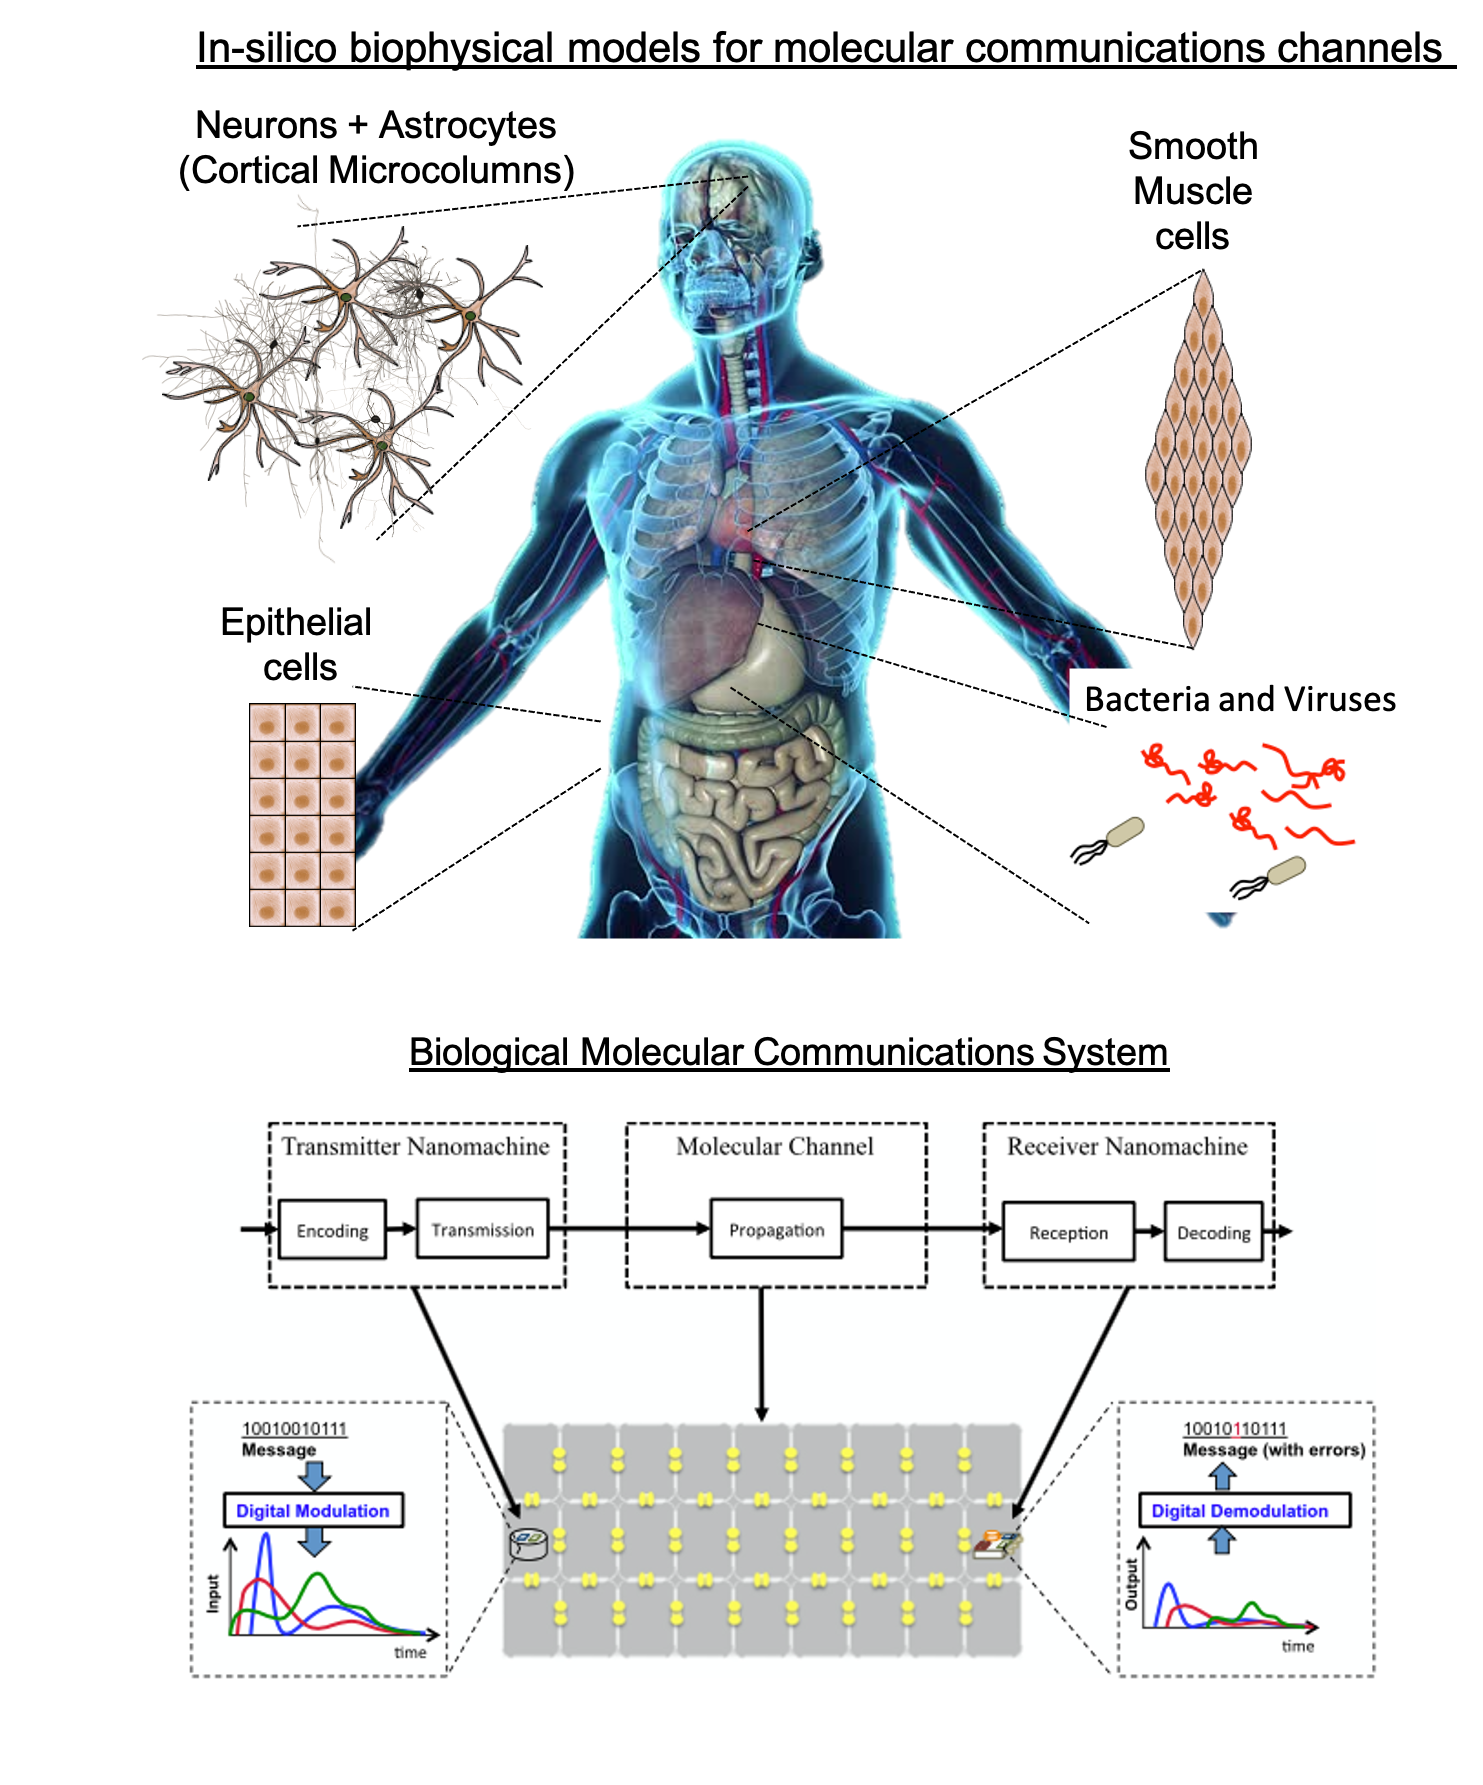 In-silico biophysical models for molecular communications channels
Neurons + Astrocytes
(Cortical Microcolumns)
Smooth
Muscle
cells
Epithelial
cells
Bacteria and Viruses
Biological Molecular Communications System
Transmitter Nanomachine
Molecular Channel
Receiver Nanomachine
Encoding
Transmission
Propagation
Reception
Decoding
10010010111
Message
Digital Modulation
Input
time
10010110111
Message (with errors)
Digital Demodulation
Output
time